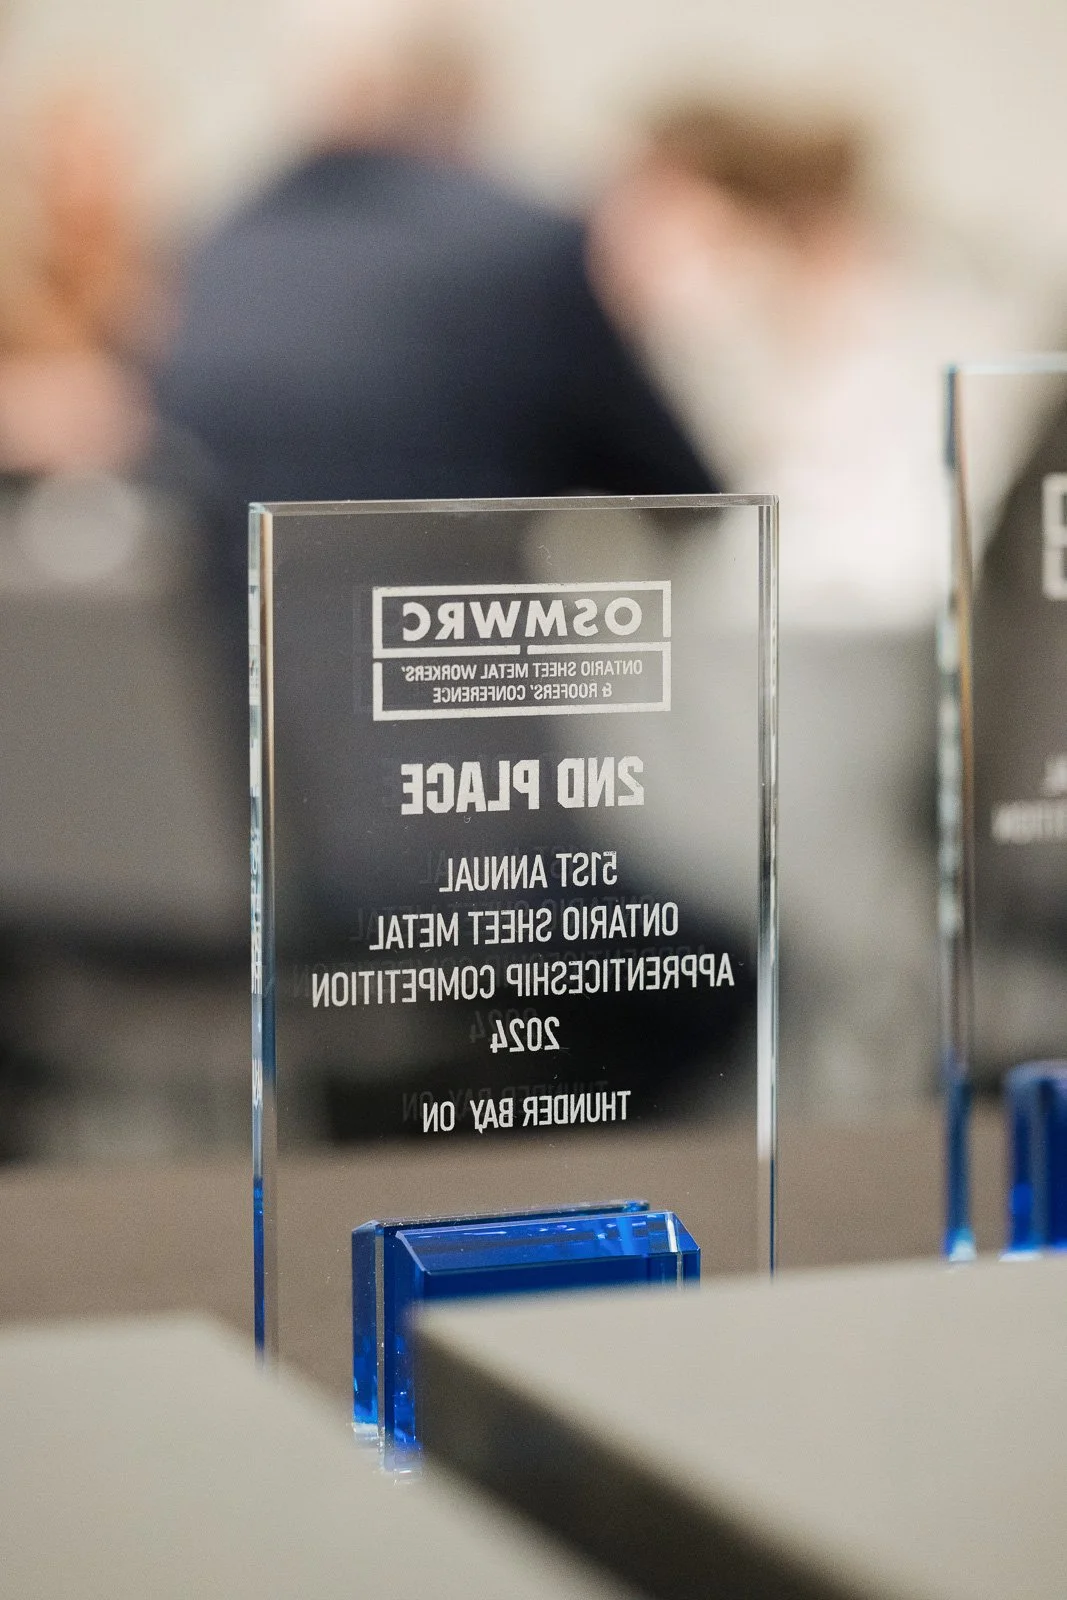 OSMWRC
ONTARIO SHEET METAL WORKERS'
& ROOFERS' CONFERENCE
2ND PLACE
51ST ANNUAL
ONTARIO SHEET METAL
APPRENTICESHIP COMPETITION
2024
THUNDER BAY, ON